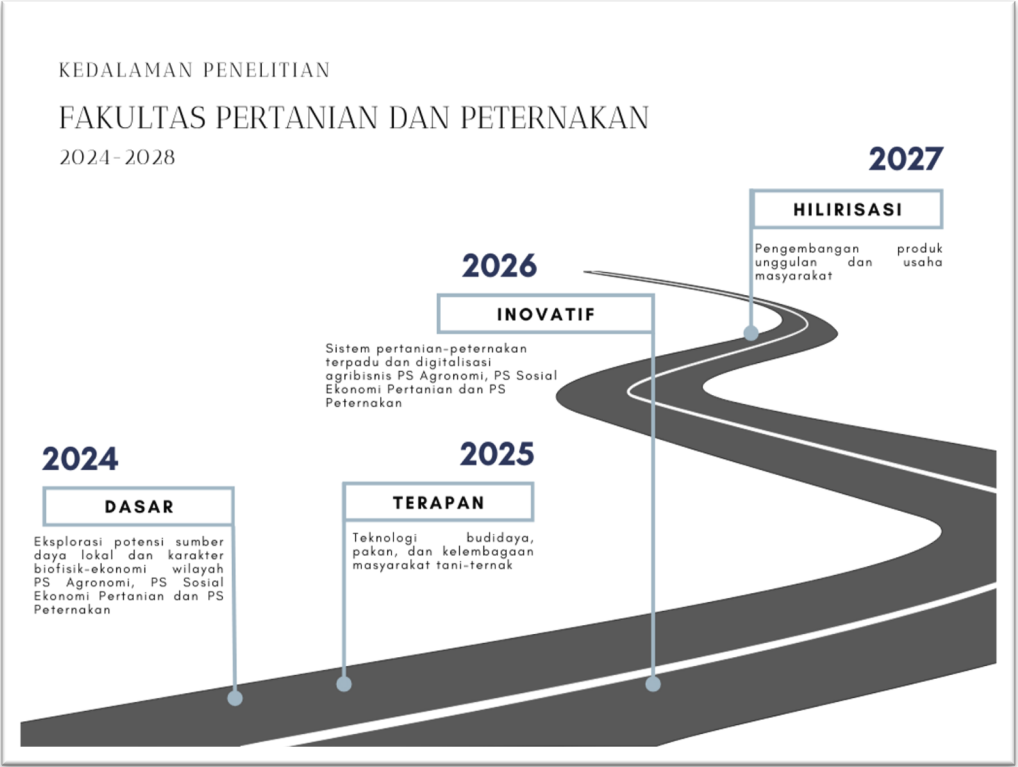 KEDALAMAN PENELITIAN
FAKULTAS PERTANIAN DAN PETERNAKAN
2024-2028
2027
HILIRISASI
Pengembangan produk
unggulan dan usaha
masyarakat
2026
INOVATIF
Sistem pertanian-peternakan
terpadu dan digitalisasi
agribisnis PS Agronomi, PS Sosial
Ekonomi Pertanian dan PS
Peternakan
2024
DASAR
Eksplorasi potensi sumber
daya lokal dan karakter
biofisik-ekonomi wilayah
PS Agronomi, PS Sosial
Ekonomi Pertanian dan PS
Peternakan
2025
TERAPAN
Teknologi budidaya,
pakan, dan kelembagaan
masyarakat tani-ternak